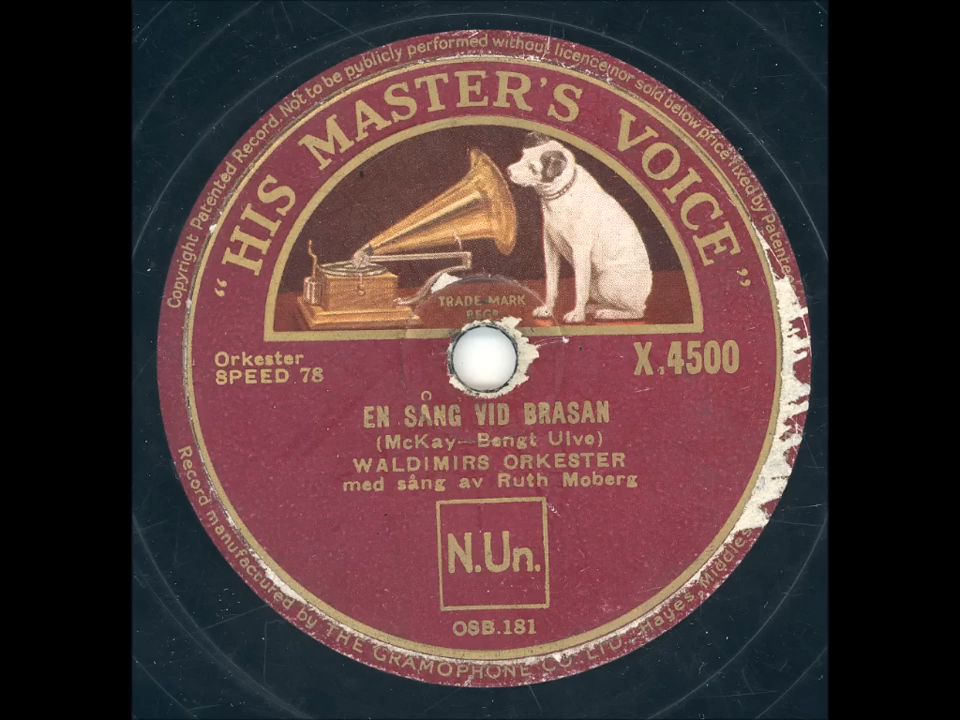 Copyright Patented Record. Not to be publicly performed without licence nor sold below price fixed by Patentee
"HIS MASTER'S VOICE"
TRADE MARK
REGD
Orkester
SPEED 78
X.4500
EN SÅNG VID BRASAN
(McKay—Bengt Ulve)
WALDIMIRS ORKESTER
med sång av Ruth Moberg
N.Un.
OSB.181
Record manufactured by THE GRAMOPHONE CO. LTD. Hayes, Middles